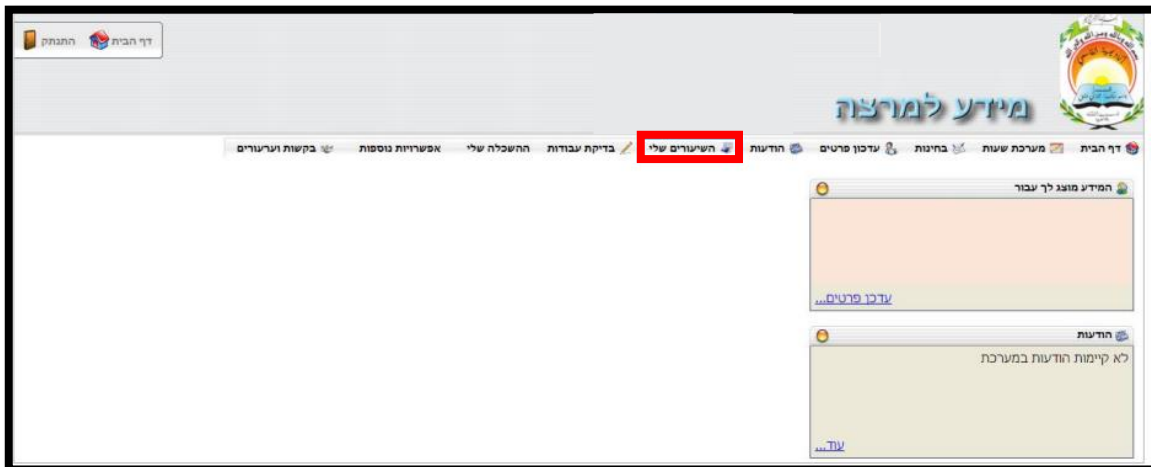 דף הבית התנתק
מידע למרצה
דף הבית מערכת שעות בחינות עדכון פרטים הודעות השיעורים שלי בדיקת עבודות ההשכלה שלי אפשרויות נוספות בקשות וערעורים
המידע מוצג לך עבור
עדכן פרטים...
הודעות
לא קיימות הודעות במערכת
עוד...